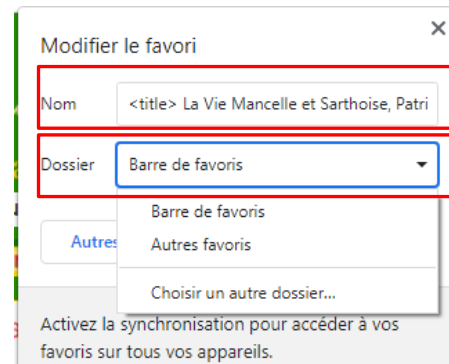 Modifier le favori
Nom <title> La Vie Mancelle et Sarthoise, Patri
Dossier Barre de favoris
Barre de favoris
Autres favoris
Autres
Choisir un autre dossier...
Activez la synchronisation pour accéder à vos
favoris sur tous vos appareils.